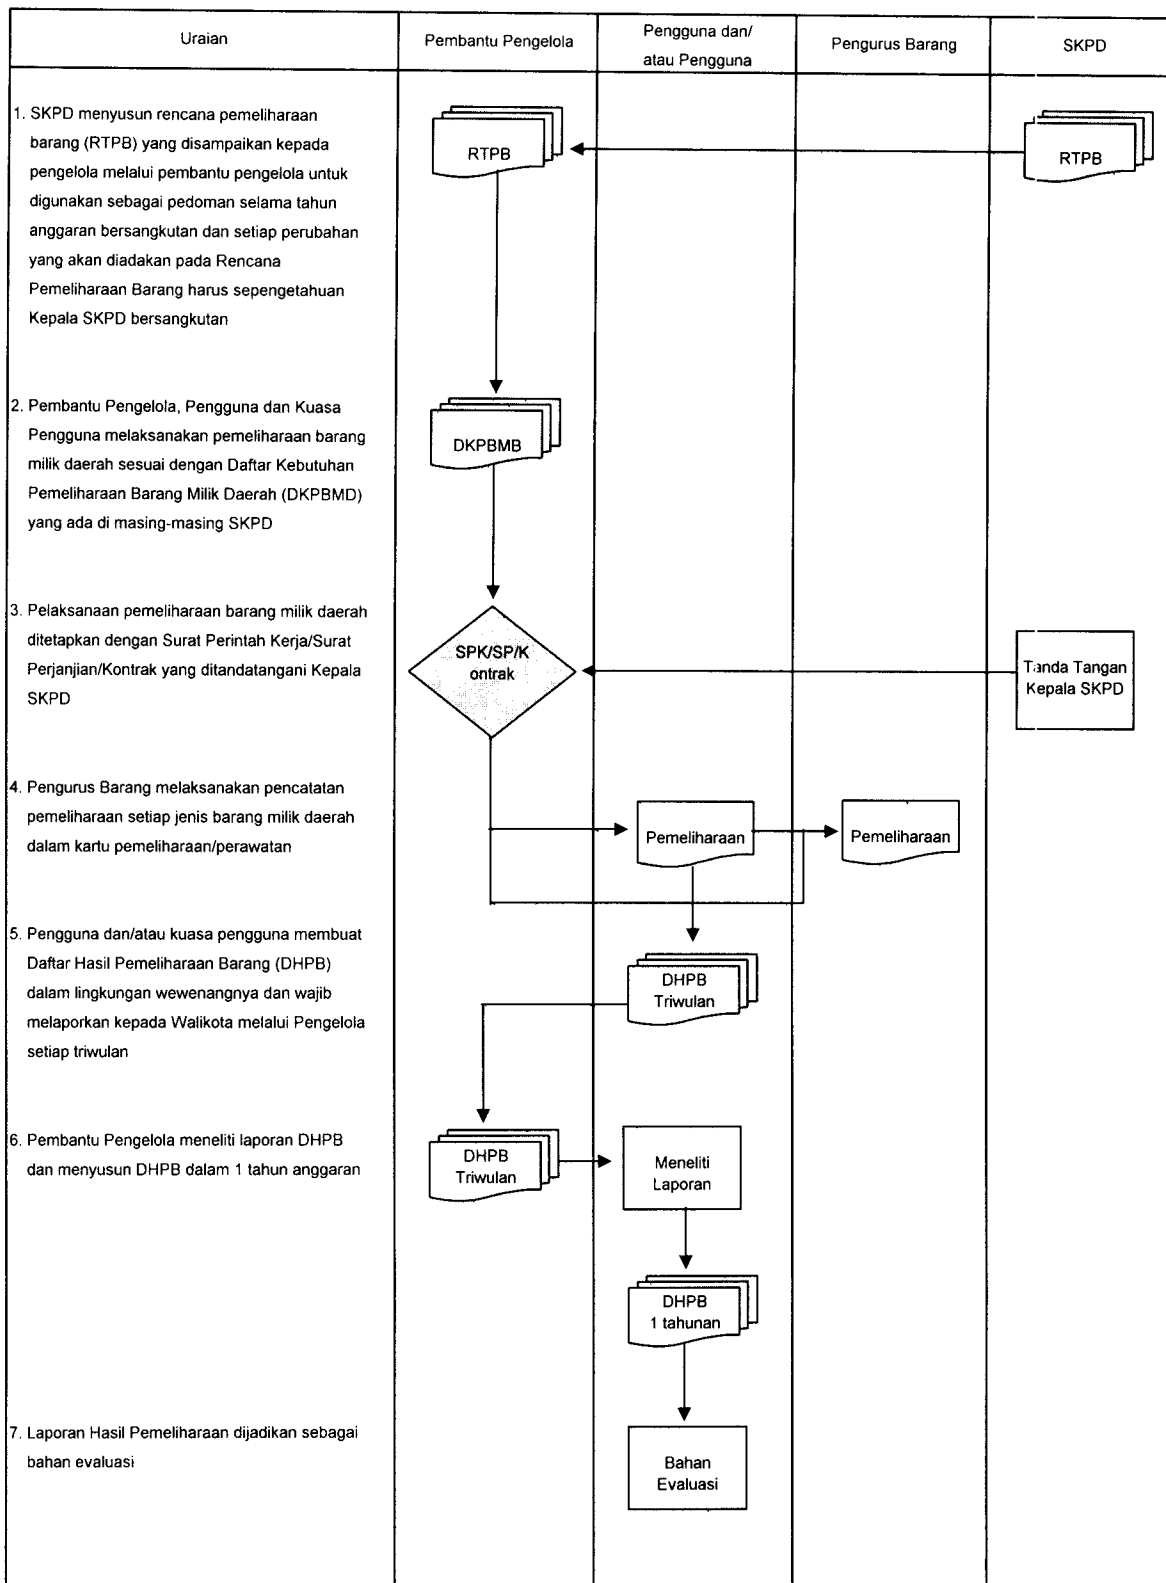 Uraian
Pembantu Pengelola
Pengguna dan/
atau Pengguna
Pengurus Barang
SKPD
1. SKPD menyusun rencana pemeliharaan
barang (RTPB) yang disampaikan kepada
pengelola melalui pembantu pengelola untuk
digunakan sebagai pedoman selama tahun
anggaran bersangkutan dan setiap perubahan
yang akan diadakan pada Rencana
Pemeliharaan Barang harus sepengetahuan
Kepala SKPD bersangkutan
RTPB
RTPB
2. Pembantu Pengelola, Pengguna dan Kuasa
Pengguna melaksanakan pemeliharaan barang
milik daerah sesuai dengan Daftar Kebutuhan
Pemeliharaan Barang Milik Daerah (DKPBMD)
yang ada di masing-masing SKPD
DKPBMB
3. Pelaksanaan pemeliharaan barang milik daerah
ditetapkan dengan Surat Perintah Kerja/Surat
Perjanjian/Kontrak yang ditandatangani Kepala
SKPD
SPK/SP/K
ontrak
Tanda Tangan
Kepala SKPD
4. Pengurus Barang melaksanakan pencatatan
pemeliharaan setiap jenis barang milik daerah
dalam kartu pemeliharaan/perawatan
Pemeliharaan
Pemeliharaan
5. Pengguna dan/atau kuasa pengguna membuat
Daftar Hasil Pemeliharaan Barang (DHPB)
dalam lingkungan wewenangnya dan wajib
melaporkan kepada Walikota melalui Pengelola
setiap triwulan
DHPB
Triwulan
6. Pembantu Pengelola meneliti laporan DHPB
dan menyusun DHPB dalam 1 tahun anggaran
DHPB
Triwulan
Meneliti
Laporan
DHPB
1 tahunan
7. Laporan Hasil Pemeliharaan dijadikan sebagai
bahan evaluasi
Bahan
Evaluasi